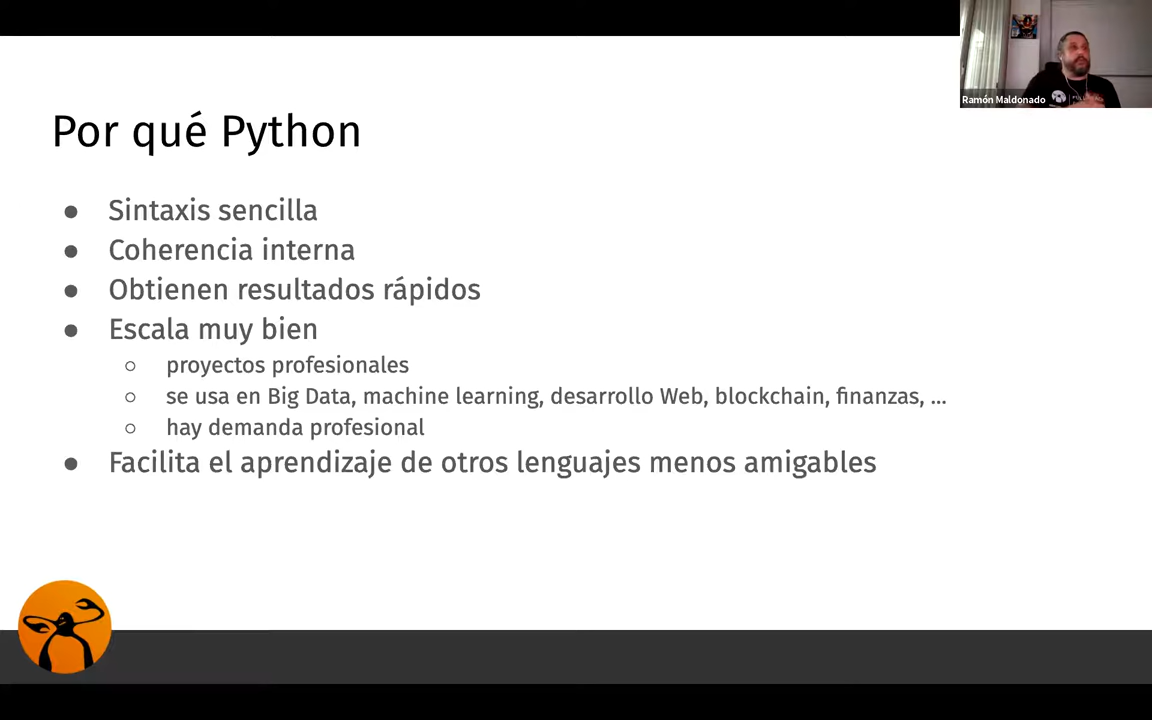 Ramón Maldonado
Por qué Python
● Sintaxis sencilla
● Coherencia interna
● Obtienen resultados rápidos
● Escala muy bien
○ proyectos profesionales
○ se usa en Big Data, machine learning, desarrollo Web, blockchain, finanzas, ...
○ hay demanda profesional
● Facilita el aprendizaje de otros lenguajes menos amigables